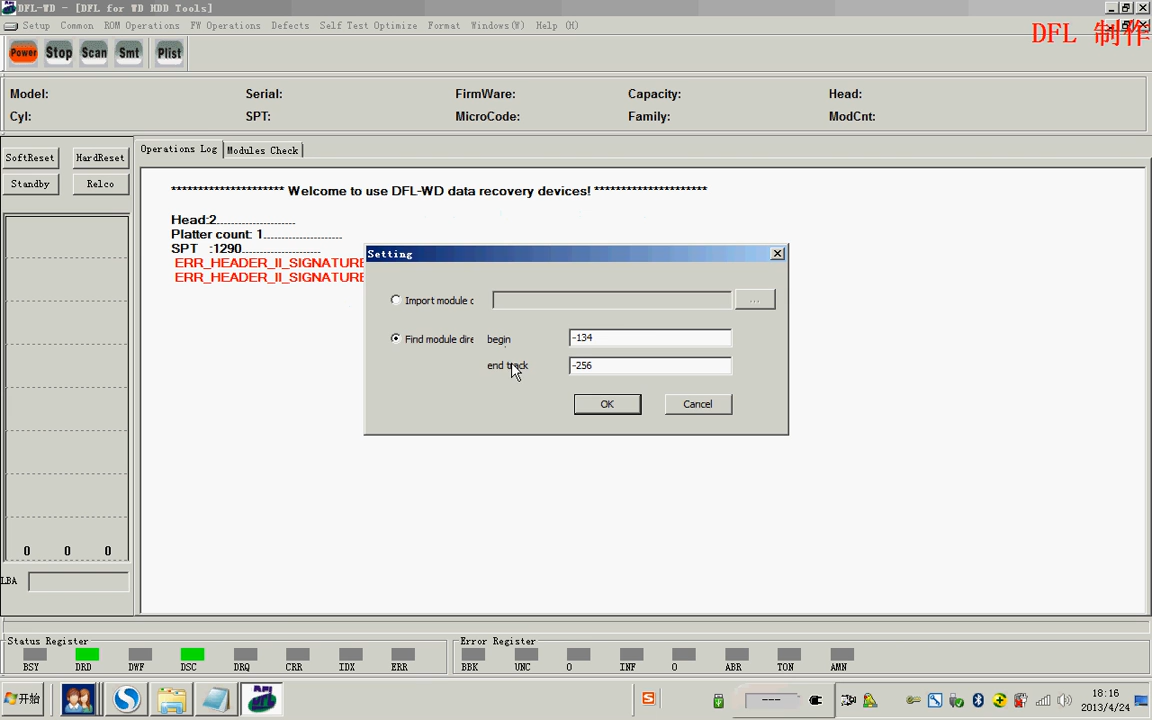 DFL-WD - [DFL for WD HDD Tools]
Setup Common ROM Operations FW Operations Defects Self Test Optimize Format Windows(W) Help (H)
DFL 制作
Power Stop Scan Smt Plist
Model: Serial: FirmWare: Capacity: Head:
Cyl: SPT: MicroCode: Family: ModCnt:
SoftReset HardReset
Standby Relco
Operations Log Modules Check
********************* Welcome to use DFL-WD data recovery devices! *********************
Head:2......................
Platter count: 1......................
SPT :1290......................
ERR_HEADER_II_SIGNATURE
ERR_HEADER_II_SIGNATURE
Setting
Import module c ...
Find module dire begin -134
end track -256
OK Cancel
0 0 0
LBA
Status Register
BSY DRD DWF DSC DRQ CRR IDX ERR
Error Register
BBK UNC 0 INF 0 ABR TON AMN
开始
18:16
2013/4/24